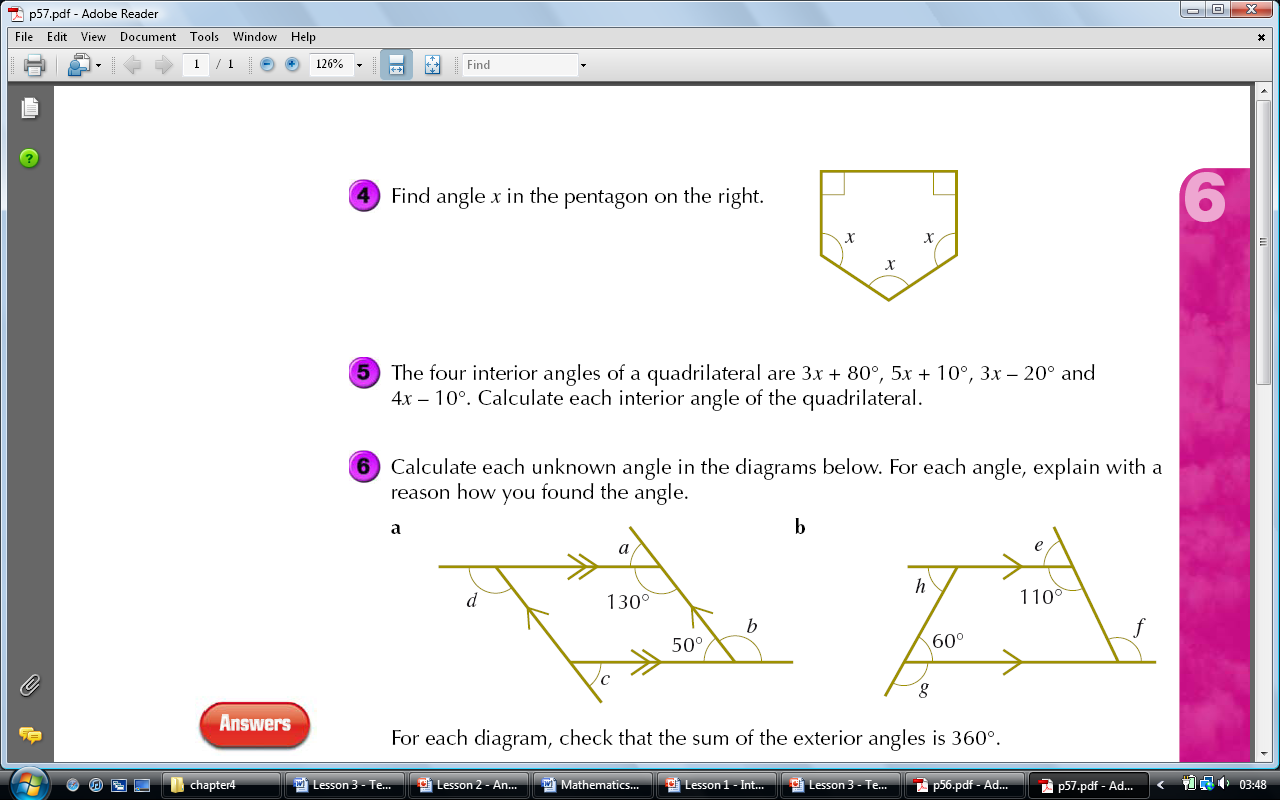 p57.pdf - Adobe Reader
File Edit View Document Tools Window Help
1 / 1 126% Find
6
4 Find angle x in the pentagon on the right.
x x
x
5 The four interior angles of a quadrilateral are 3x + 80°, 5x + 10°, 3x – 20° and
4x – 10°. Calculate each interior angle of the quadrilateral.
6 Calculate each unknown angle in the diagrams below. For each angle, explain with a
reason how you found the angle.
a b
a e
d 130° h 110°
50° b 60° f
c g
Answers
For each diagram, check that the sum of the exterior angles is 360°.
chapter4 Lesson 3 - Te... Lesson 2 - An... Mathematics... Lesson 1 - Int... Lesson 3 - Te... p56.pdf - Ad... p57.pdf - Ad... 03:48